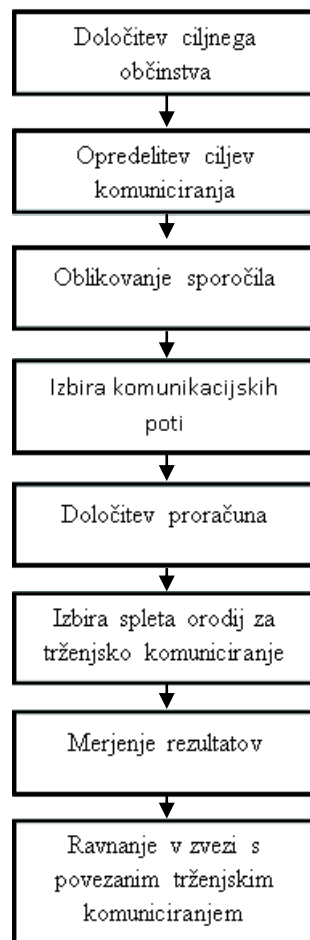 Določitev ciljnega
občinstva
Opredelitev ciljev
komuniciranja
Oblikovanje sporočila
Izbira komunikacijskih
poti
Določitev proračuna
Izbira spleta orodij za
trženjsko komuniciranje
Merjenje rezultatov
Ravnanje v zvezi s
povezanim trženjskim
komuniciranjem